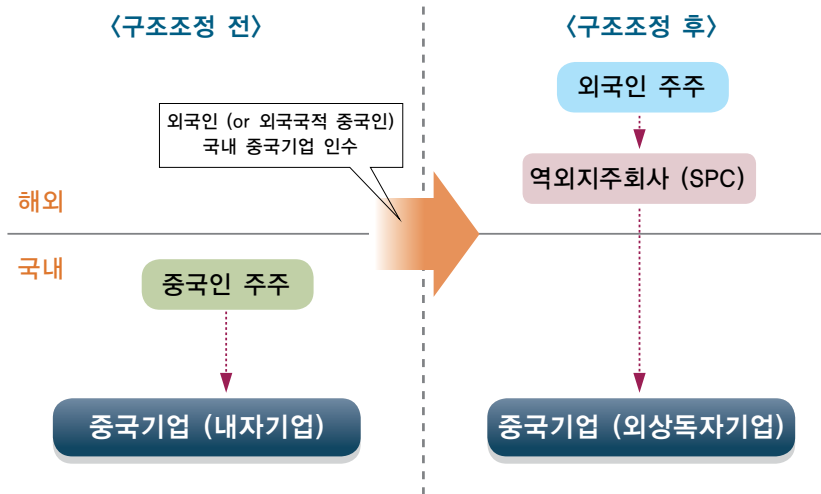 〈구조조정 전〉
〈구조조정 후〉
외국인 주주
외국인 (or 외국국적 중국인)
국내 중국기업 인수
역외지주회사 (SPC)
해외
국내
중국인 주주
중국기업 (내자기업)
중국기업 (외상독자기업)